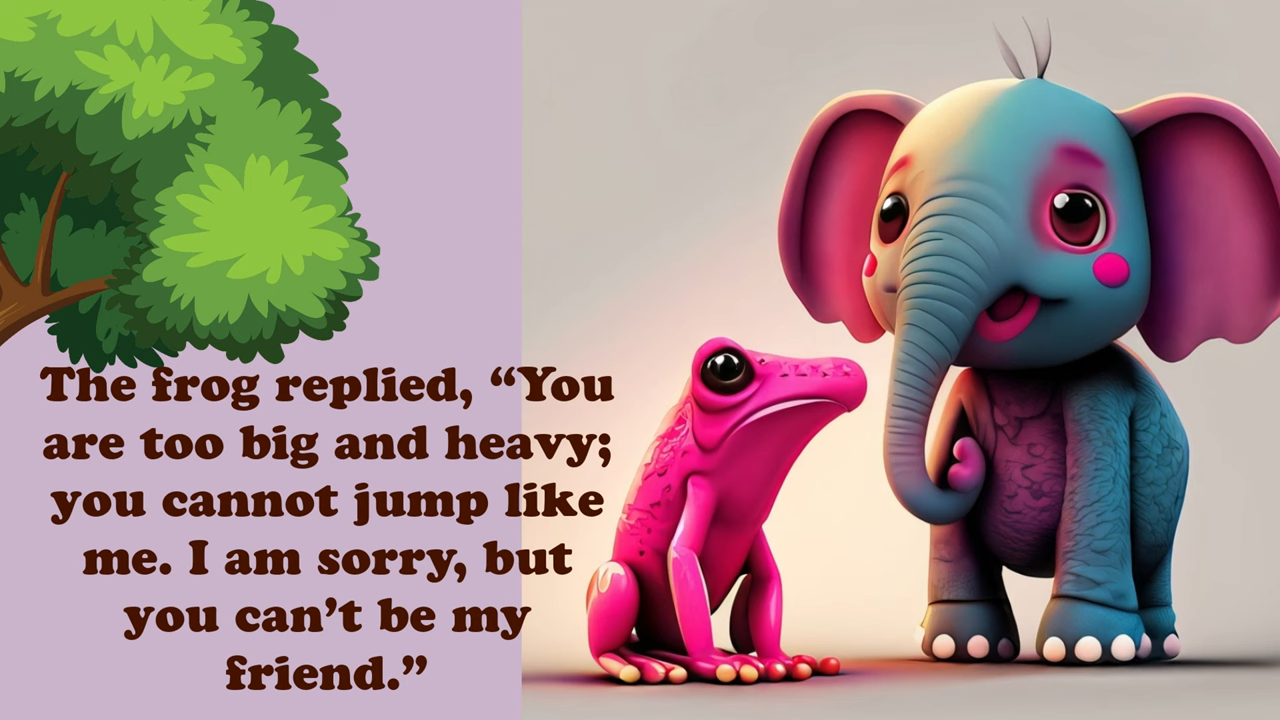 The frog replied, “You
are too big and heavy;
you cannot jump like
me. I am sorry, but
you can’t be my
friend.”